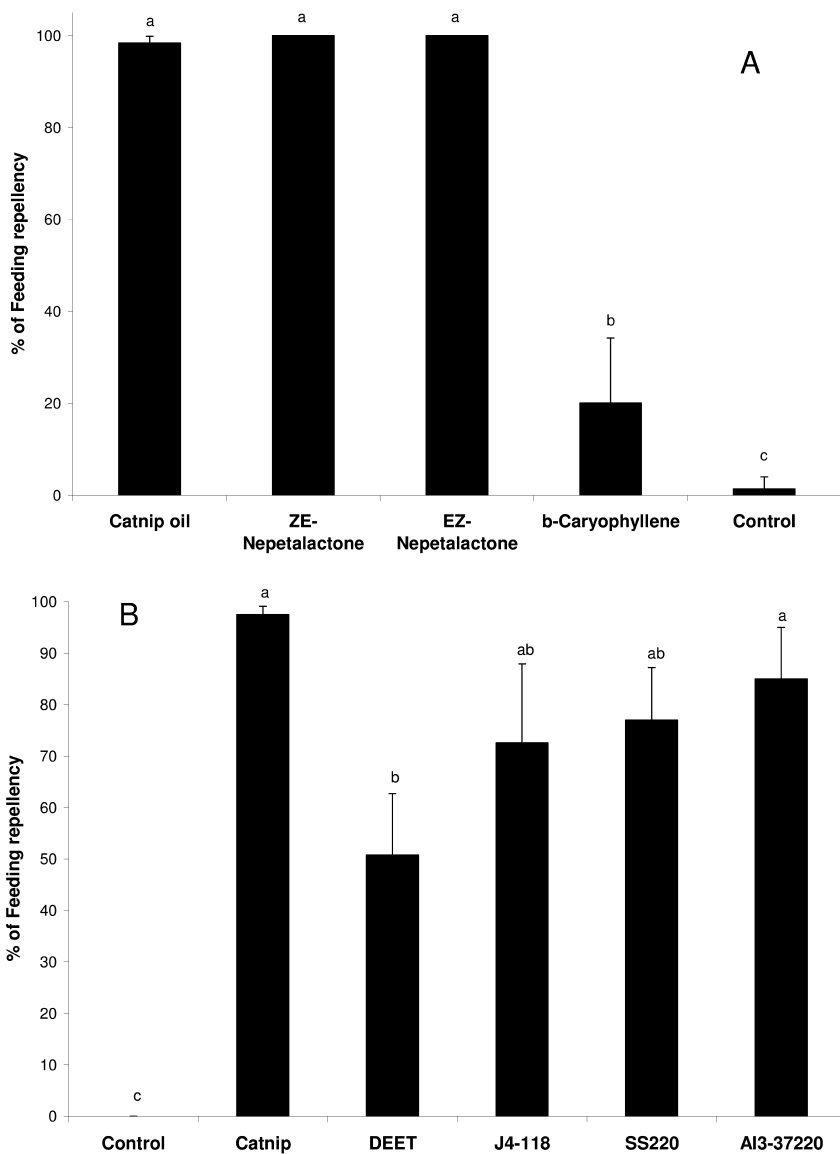 a
a
a
100
A
80
60
% of Feeding repellency
40
b
20
c
0
Catnip oil
ZE-
Nepetalactone
EZ-
Nepetalactone
b-Caryophyllene
Control
100
B
a
a
90
ab
ab
80
b
70
60
% of Feeding repellency
50
40
30
20
10
c
0
Control
Catnip
DEET
J4-118
SS220
AI3-37220